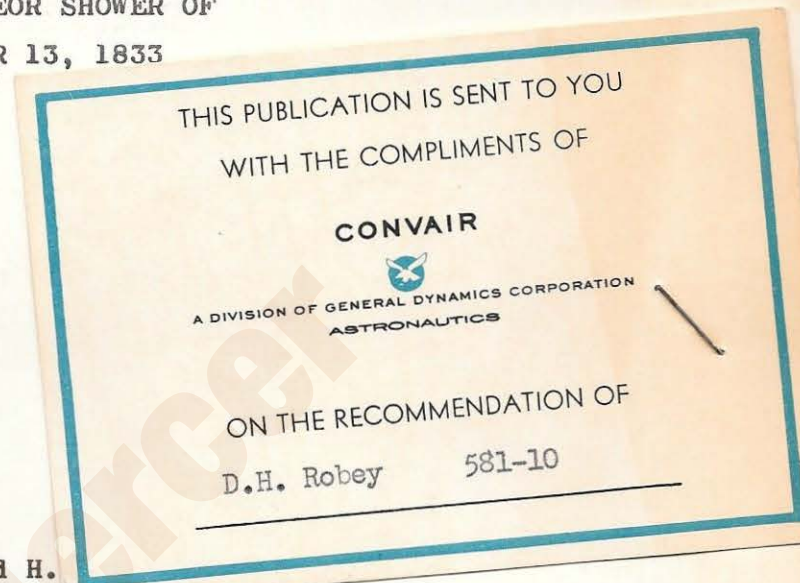 EOR SHOWER OF
R 13, 1833
THIS PUBLICATION IS SENT TO YOU
WITH THE COMPLIMENTS OF
CONVAIR
A DIVISION OF GENERAL DYNAMICS CORPORATION
ASTRONAUTICS
ON THE RECOMMENDATION OF
D.H. Robey 581-10
H.